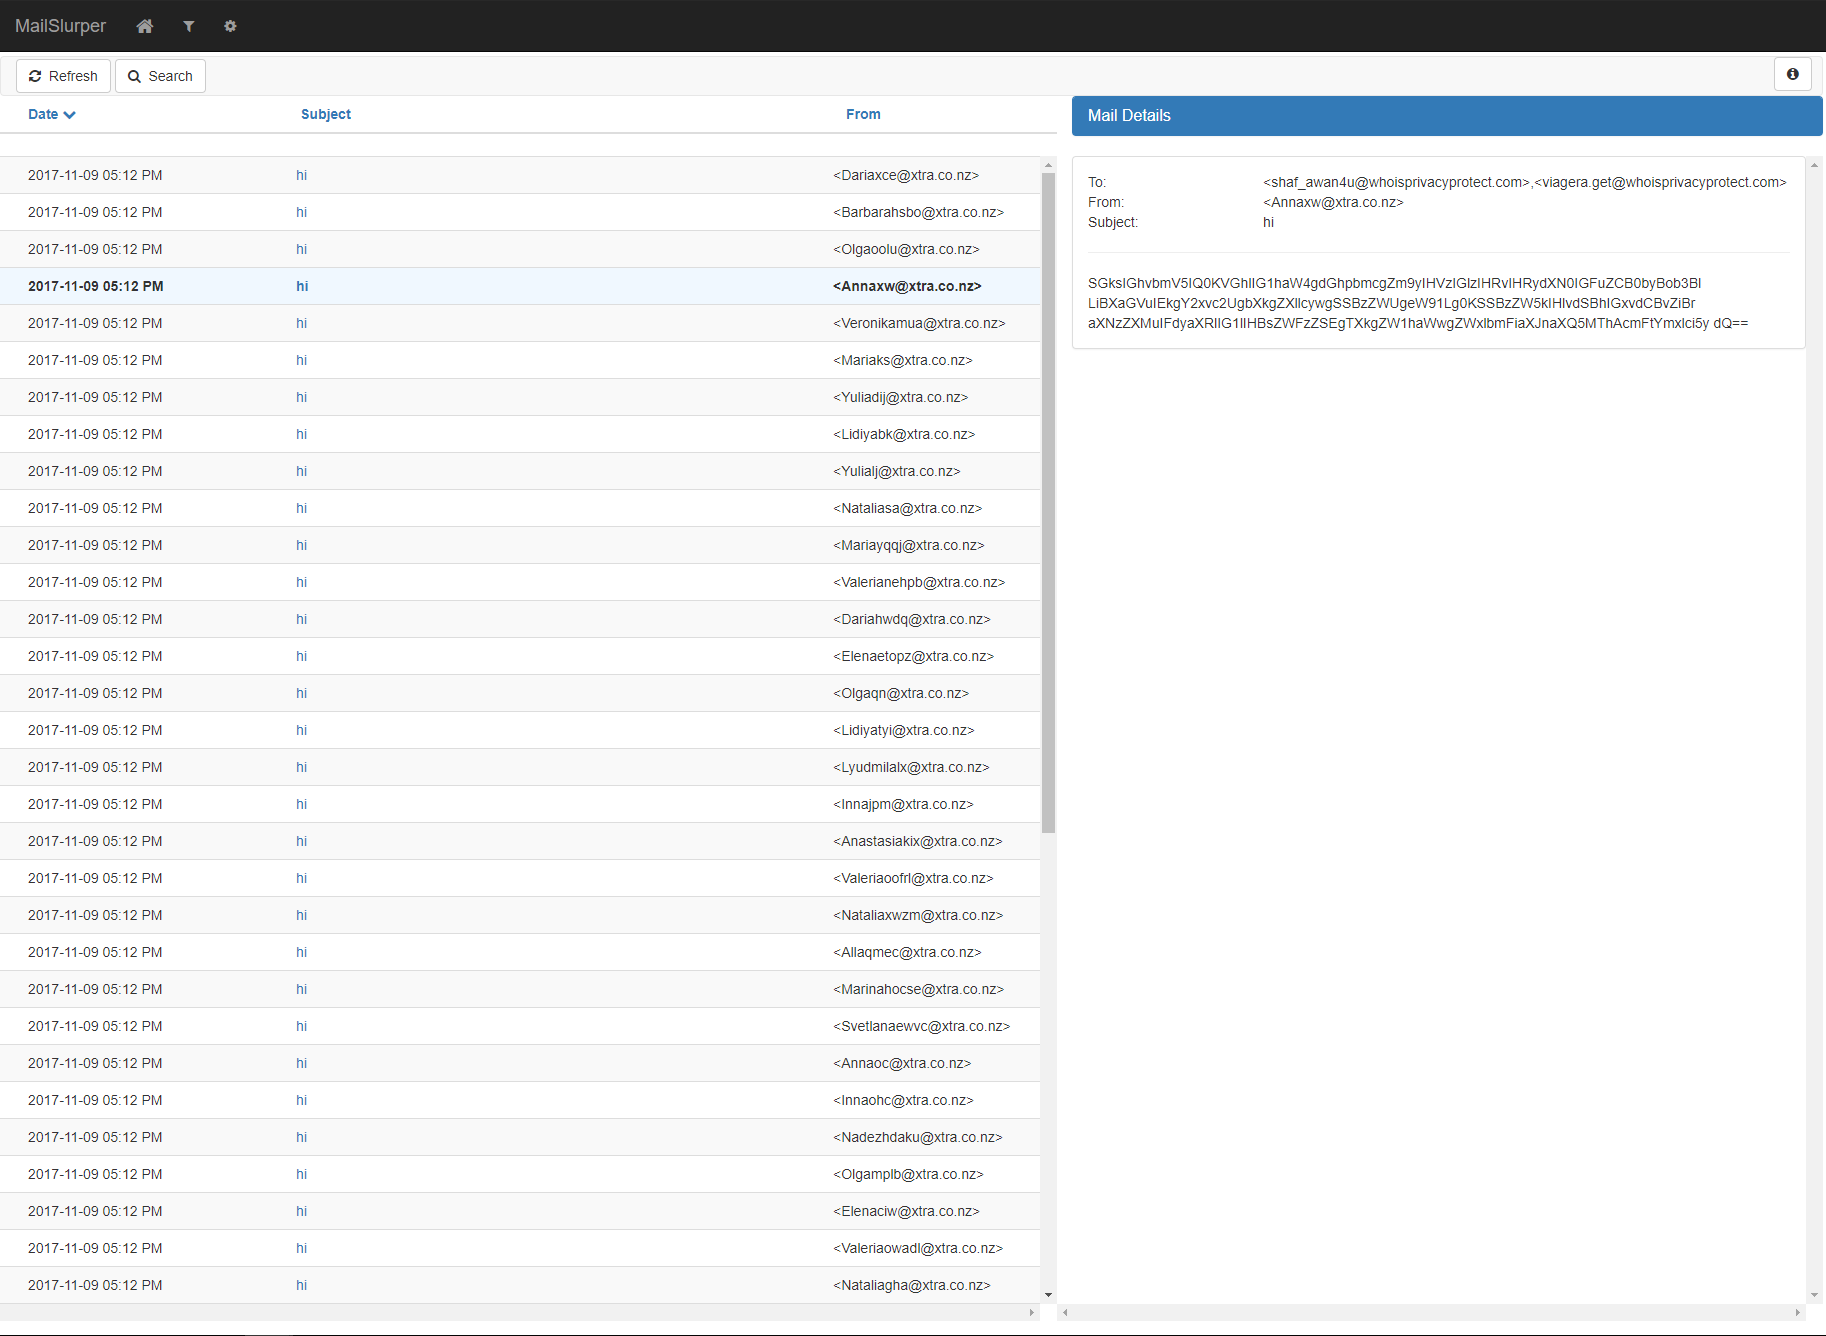 MailSlurper
Refresh Search
Date Subject From
Mail Details
2017-11-09 05:12 PM hi <Dariaxce@xtra.co.nz>
2017-11-09 05:12 PM hi <Barbarahsbo@xtra.co.nz>
2017-11-09 05:12 PM hi <Olgaoolu@xtra.co.nz>
2017-11-09 05:12 PM hi <Annaxw@xtra.co.nz>
2017-11-09 05:12 PM hi <Veronikamua@xtra.co.nz>
2017-11-09 05:12 PM hi <Mariaks@xtra.co.nz>
2017-11-09 05:12 PM hi <Yuliadij@xtra.co.nz>
2017-11-09 05:12 PM hi <Lidiyabk@xtra.co.nz>
2017-11-09 05:12 PM hi <Yulialj@xtra.co.nz>
2017-11-09 05:12 PM hi <Nataliasa@xtra.co.nz>
2017-11-09 05:12 PM hi <Mariayqqj@xtra.co.nz>
2017-11-09 05:12 PM hi <Valerianehpb@xtra.co.nz>
2017-11-09 05:12 PM hi <Dariahwdq@xtra.co.nz>
2017-11-09 05:12 PM hi <Elenaetopz@xtra.co.nz>
2017-11-09 05:12 PM hi <Olgaqn@xtra.co.nz>
2017-11-09 05:12 PM hi <Lidiyatyi@xtra.co.nz>
2017-11-09 05:12 PM hi <Lyudmilalx@xtra.co.nz>
2017-11-09 05:12 PM hi <Innajpm@xtra.co.nz>
2017-11-09 05:12 PM hi <Anastasiakix@xtra.co.nz>
2017-11-09 05:12 PM hi <Valeriaoofrl@xtra.co.nz>
2017-11-09 05:12 PM hi <Nataliaxwzm@xtra.co.nz>
2017-11-09 05:12 PM hi <Allaqmec@xtra.co.nz>
2017-11-09 05:12 PM hi <Marinahocse@xtra.co.nz>
2017-11-09 05:12 PM hi <Svetlanaewvc@xtra.co.nz>
2017-11-09 05:12 PM hi <Annaoc@xtra.co.nz>
2017-11-09 05:12 PM hi <Innaohc@xtra.co.nz>
2017-11-09 05:12 PM hi <Nadezhdaku@xtra.co.nz>
2017-11-09 05:12 PM hi <Olgamplb@xtra.co.nz>
2017-11-09 05:12 PM hi <Elenaciw@xtra.co.nz>
2017-11-09 05:12 PM hi <Valeriaowadl@xtra.co.nz>
2017-11-09 05:12 PM hi <Nataliagha@xtra.co.nz>
To: <shaf_awan4u@whoisprivacyprotect.com>,<viagera.get@whoisprivacyprotect.com>
From: <Annaxw@xtra.co.nz>
Subject: hi
SGksIGhvbmV5IQ0KVGhlIG1haW4gdGhpbmcgZm9yIHVzIGlzIHRvIHRydXN0IGFuZCB0byBob3Bl
LiBXaGVuIEkgY2xvc2UgbXkgZXllcywgSSBzZWUgeW91Lg0KSSBzZW5kIHlvdSBhIGxvdCBvZiBr
aXNzZXMuIFdyaXRlIG1lIHBsZWFzZSEgTXkgZW1haWwgZWxlbmFiaXJnaXQ5MThAcmFtYmxlci5y dQ==